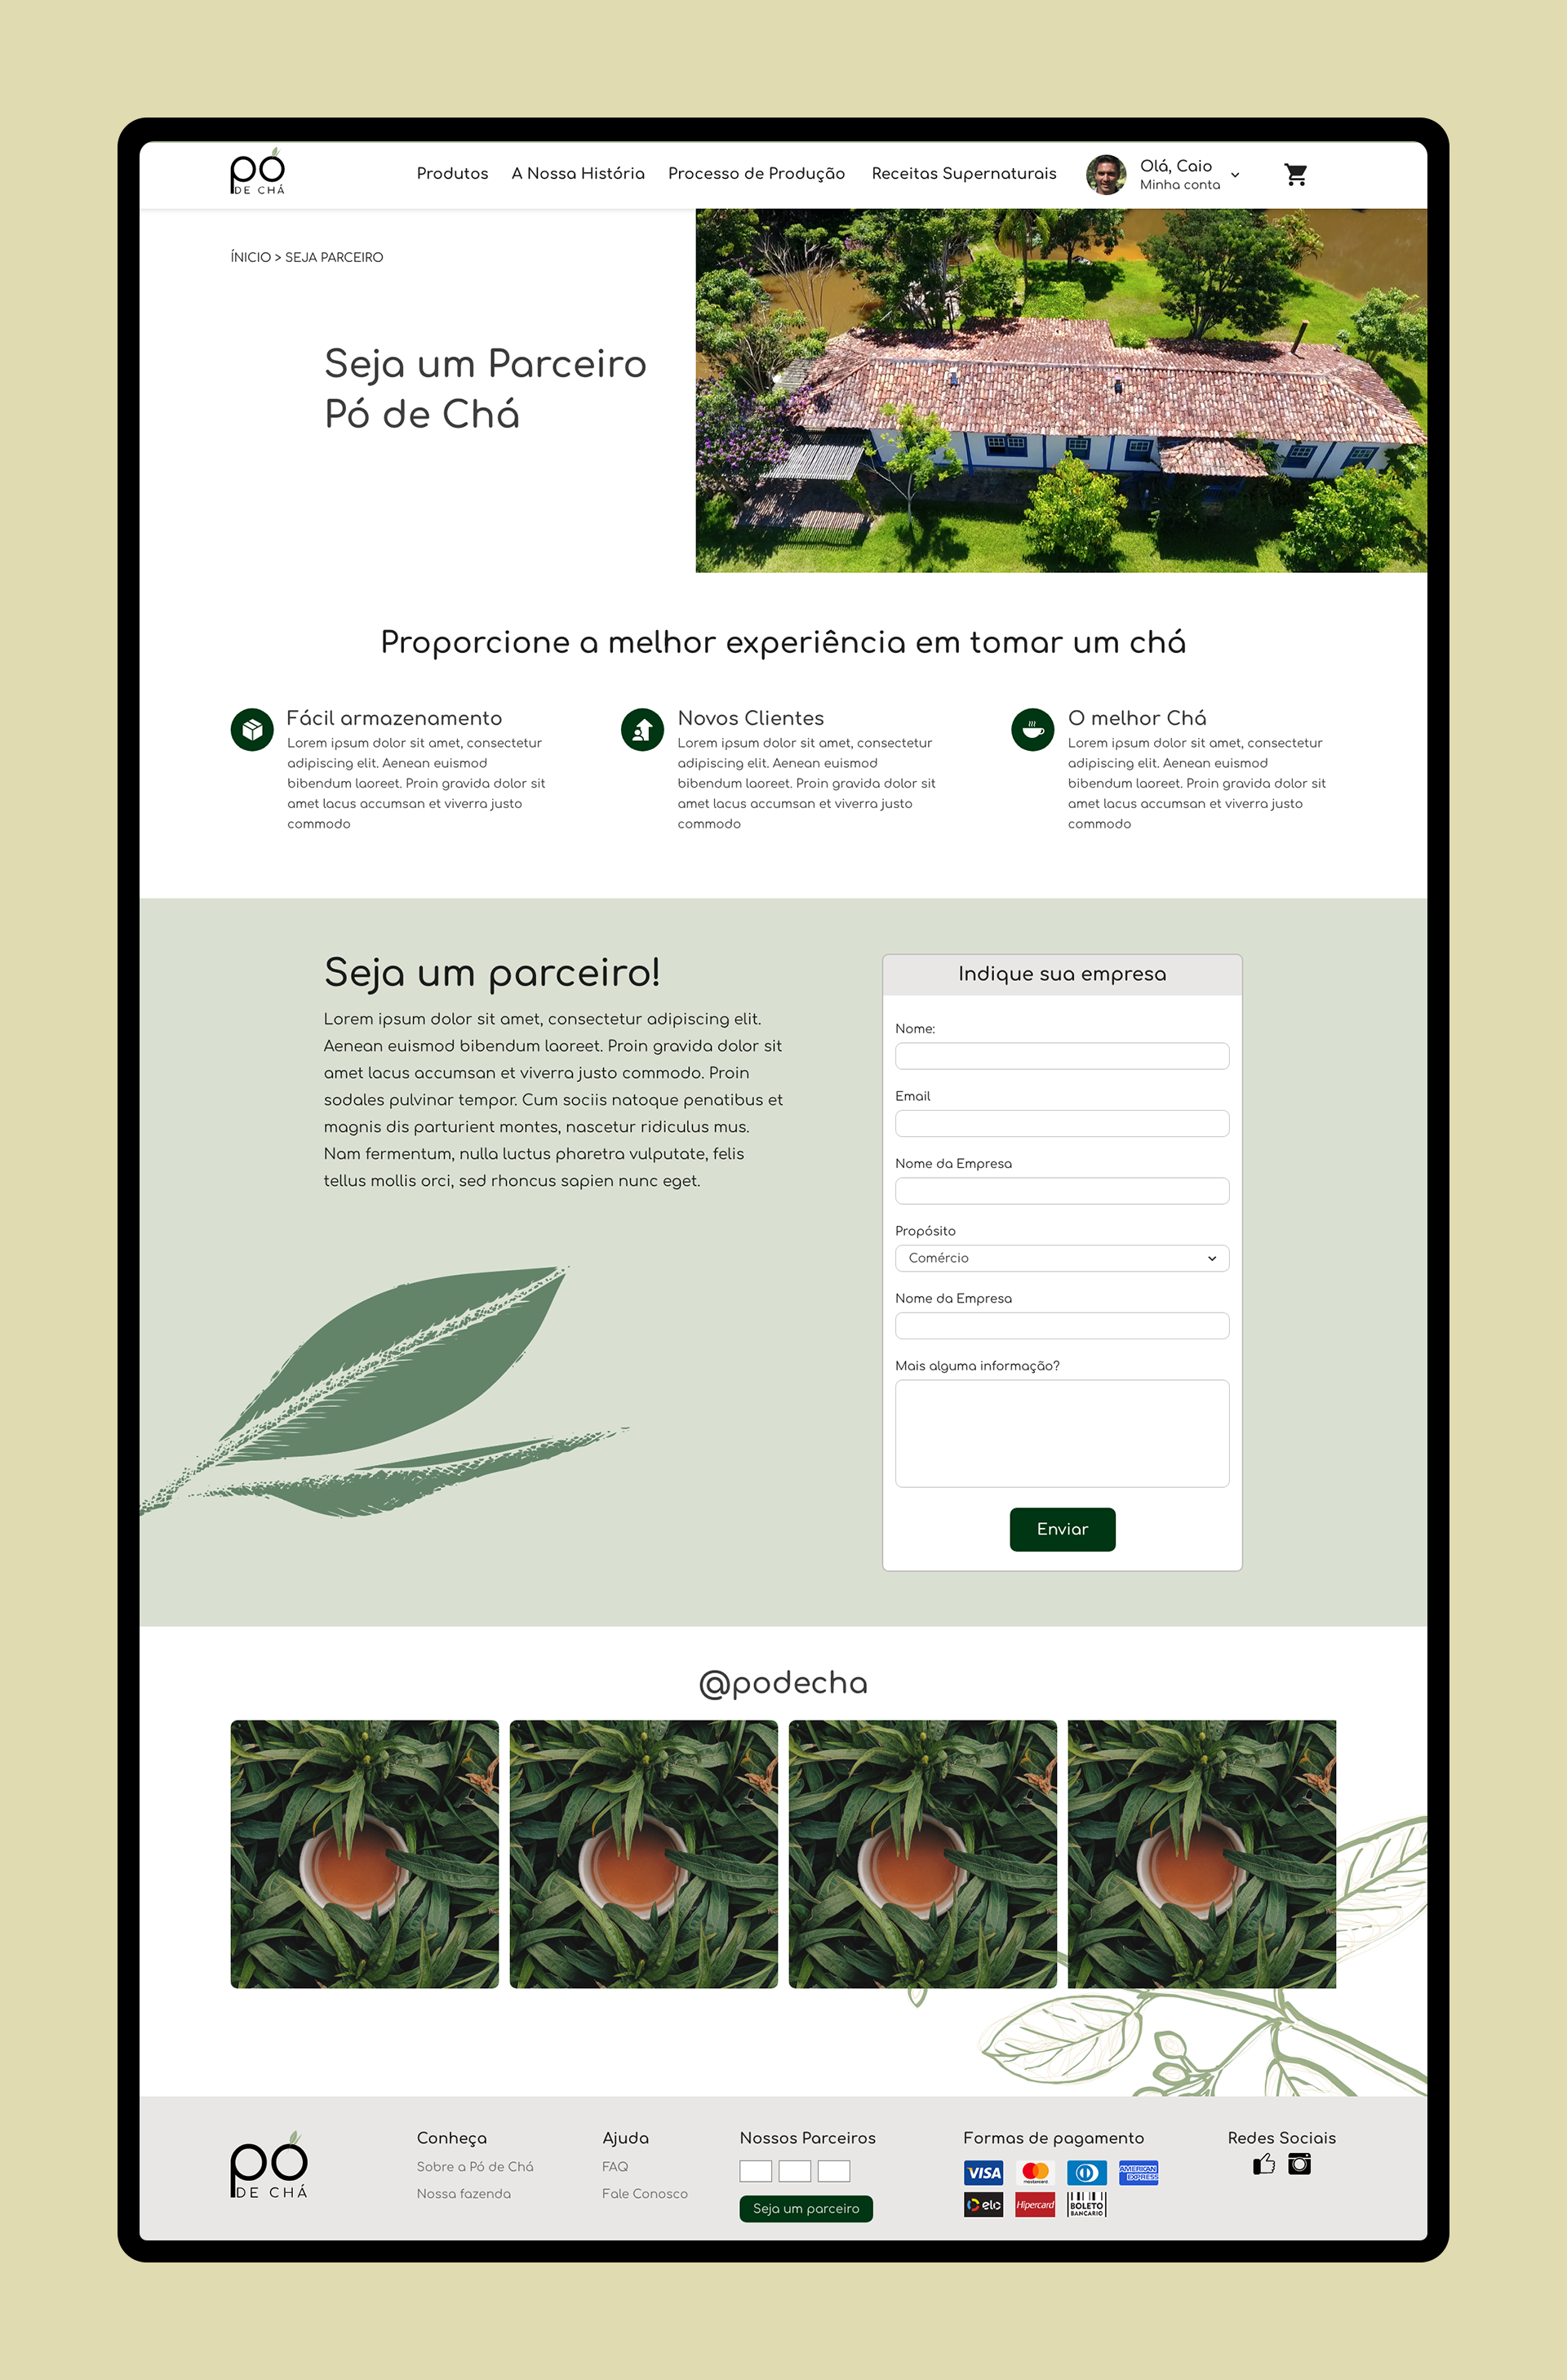 pó
DE CHÁ
Produtos
A Nossa História
Processo de Produção
Receitas Supernaturais
Olá, Caio
Minha conta
ÍNICIO > SEJA PARCEIRO
Seja um Parceiro
Pó de Chá
Proporcione a melhor experiência em tomar um chá
Fácil armazenamento
Lorem ipsum dolor sit amet, consectetur
adipiscing elit. Aenean euismod
bibendum laoreet. Proin gravida dolor sit
amet lacus accumsan et viverra justo
commodo
Novos Clientes
Lorem ipsum dolor sit amet, consectetur
adipiscing elit. Aenean euismod
bibendum laoreet. Proin gravida dolor sit
amet lacus accumsan et viverra justo
commodo
O melhor Chá
Lorem ipsum dolor sit amet, consectetur
adipiscing elit. Aenean euismod
bibendum laoreet. Proin gravida dolor sit
amet lacus accumsan et viverra justo
commodo
Seja um parceiro!
Lorem ipsum dolor sit amet, consectetur adipiscing elit.
Aenean euismod bibendum laoreet. Proin gravida dolor sit
amet lacus accumsan et viverra justo commodo. Proin
sodales pulvinar tempor. Cum sociis natoque penatibus et
magnis dis parturient montes, nascetur ridiculus mus.
Nam fermentum, nulla luctus pharetra vulputate, felis
tellus mollis orci, sed rhoncus sapien nunc eget.
Indique sua empresa
Nome:
Email
Nome da Empresa
Propósito
Comércio
Nome da Empresa
Mais alguma informação?
Enviar
@podecha
pó
DE CHÁ
Conheça
Sobre a Pó de Chá
Nossa fazenda
Ajuda
FAQ
Fale Conosco
Nossos Parceiros
Seja um parceiro
Formas de pagamento
VISA
mastercard
AMERICAN
EXPRESS
elo
Hipercard
BOLETO
BANCÁRIO
Redes Sociais